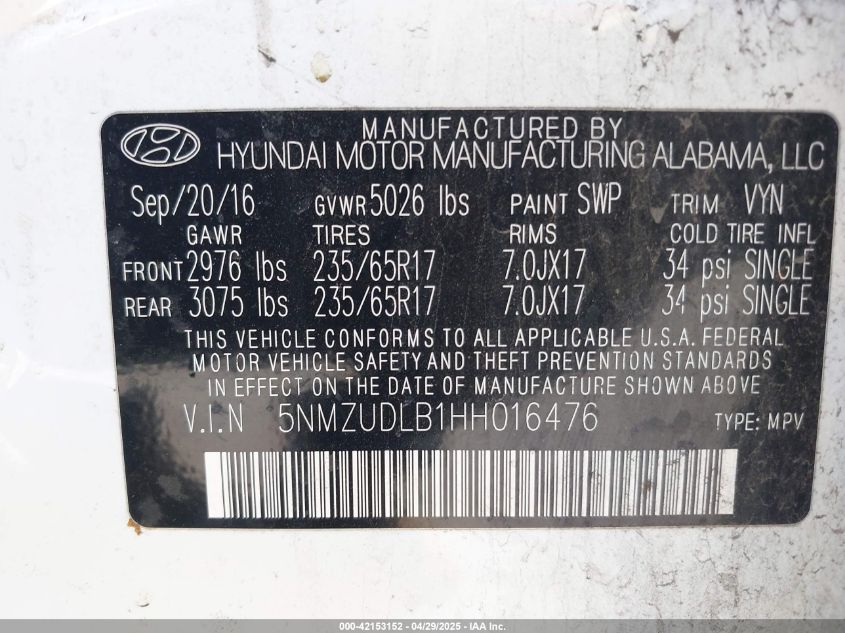 MANUFACTURED BY
HYUNDAI MOTOR MANUFACTURING ALABAMA, LLC
Sep/20/16 GVWR 5026 lbs PAINT SWP TRIM VYN
GAWR TIRES RIMS COLD TIRE INFL
FRONT 2976 lbs 235/65R17 7.0JX17 34 psi SINGLE
REAR 3075 lbs 235/65R17 7.0JX17 34 psi SINGLE
THIS VEHICLE CONFORMS TO ALL APPLICABLE U.S.A. FEDERAL
MOTOR VEHICLE SAFETY AND THEFT PREVENTION STANDARDS
IN EFFECT ON THE DATE OF MANUFACTURE SHOWN ABOVE
V.I.N 5NMZUDLB1HH016476 TYPE: MPV
000-42153152 04/29/2025 - IAA Inc.